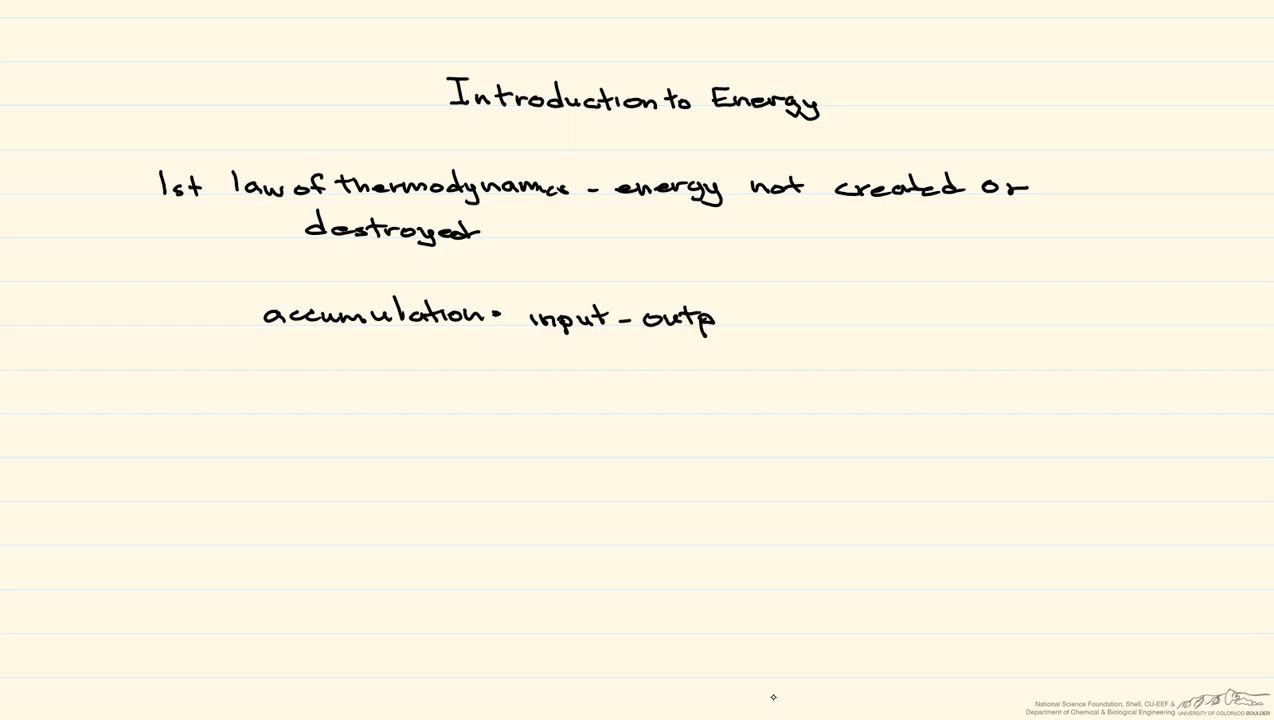 Introduction to Energy
1st law of thermodynamics - energy not created or
destroyed
accumulation = input - outp
National Science Foundation, Shell, CU-EEF &
Department of Chemical & Biological Engineering UNIVERSITY OF COLORADO BOULDER